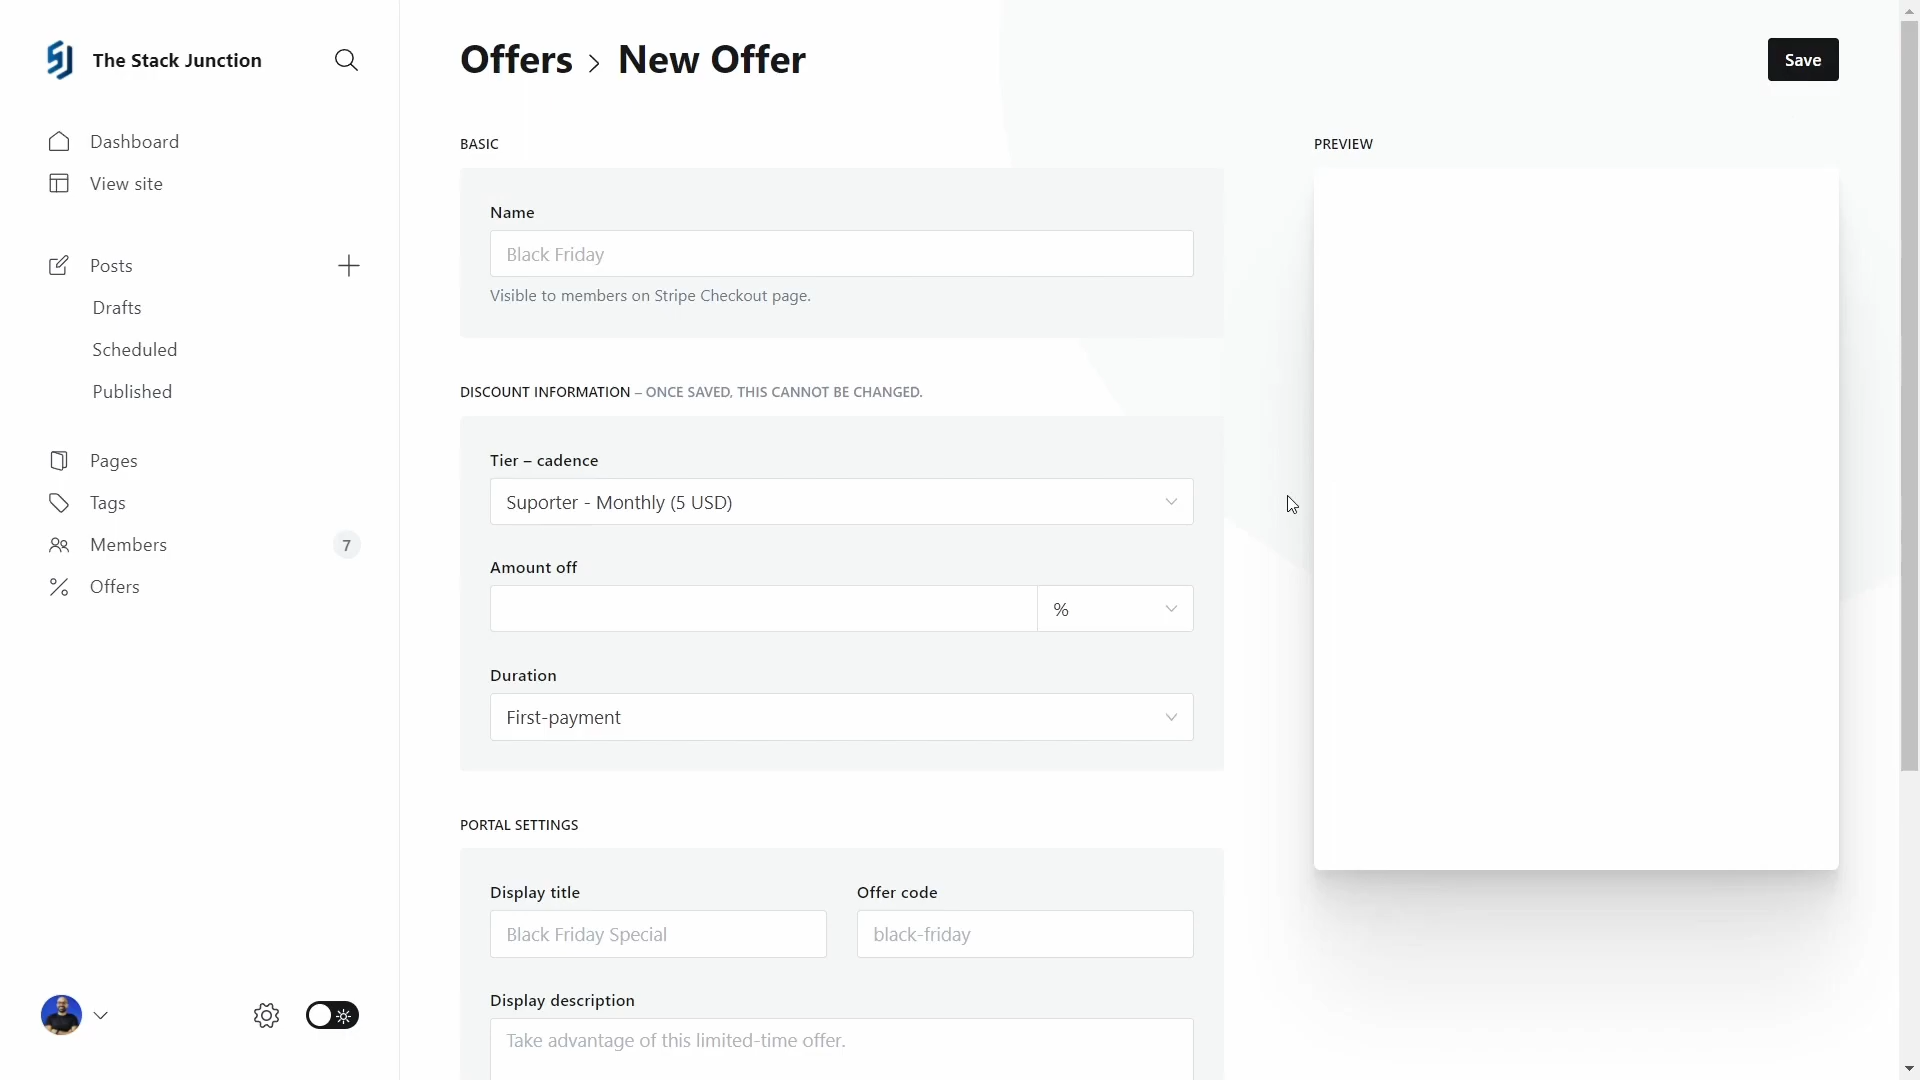 The Stack Junction
Dashboard
View site
Posts
Drafts
Scheduled
Published
Pages
Tags
Members 7
Offers
Offers › New Offer
Save
BASIC
Name
Black Friday
Visible to members on Stripe Checkout page.
DISCOUNT INFORMATION – ONCE SAVED, THIS CANNOT BE CHANGED.
Tier – cadence
Suporter - Monthly (5 USD)
Amount off
%
Duration
First-payment
PORTAL SETTINGS
Display title Offer code
Black Friday Special black-friday
Display description
Take advantage of this limited-time offer.
PREVIEW